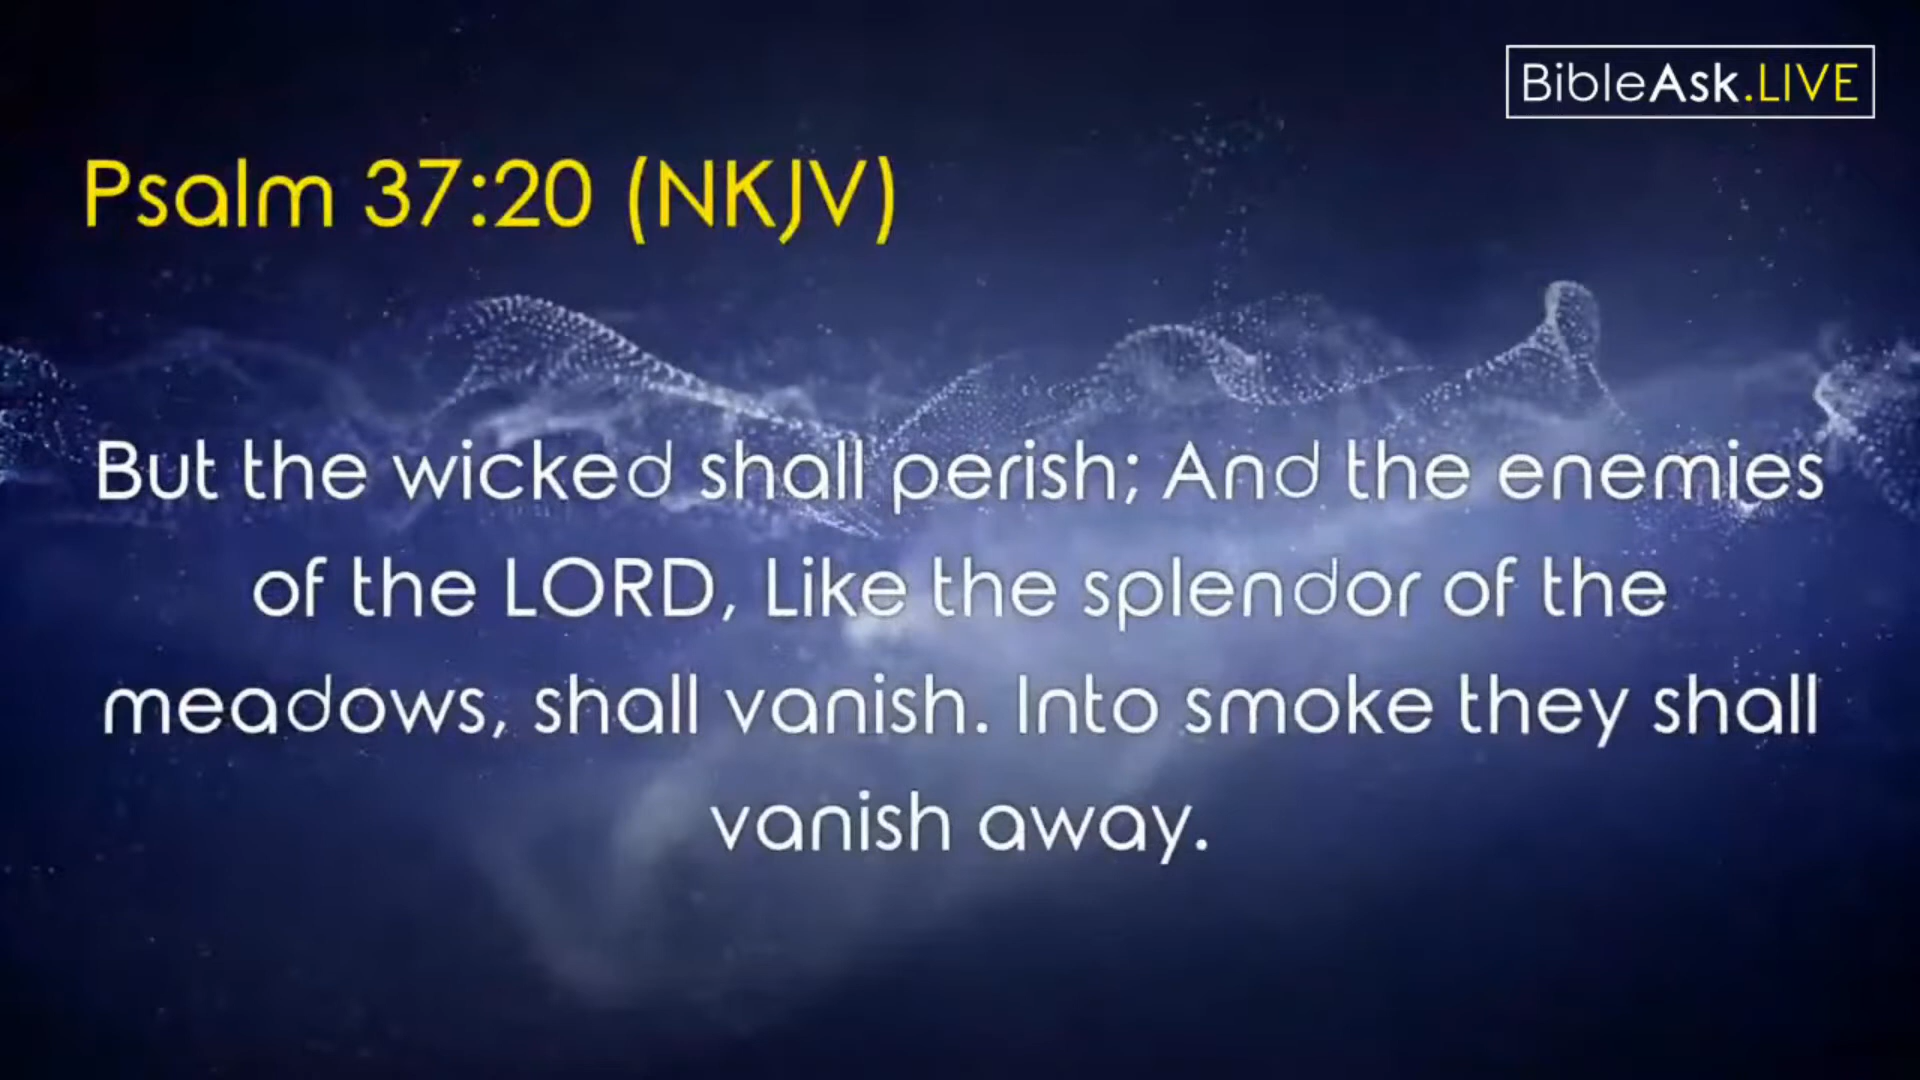 BibleAsk.LIVE
Psalm 37:20 (NKJV)
But the wicked shall perish; And the enemies
of the LORD, Like the splendor of the
meadows, shall vanish. Into smoke they shall
vanish away.